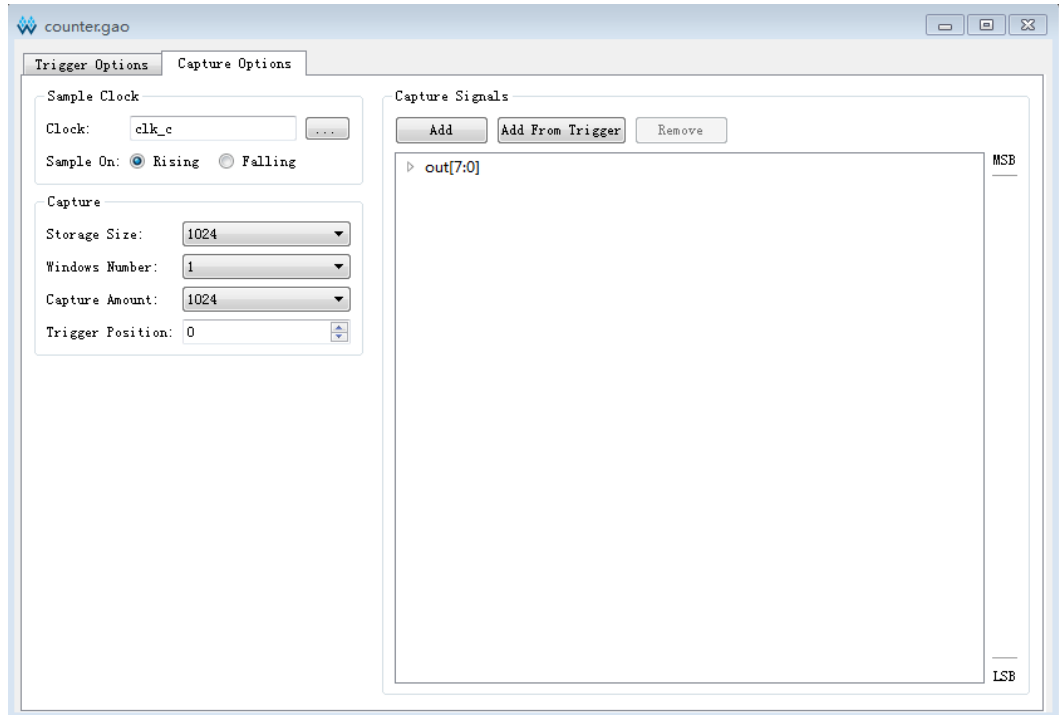 counter.gao
Trigger Options Capture Options
Sample Clock
Clock: clk_c ...
Sample On: Rising Falling
Capture
Storage Size: 1024
Windows Number: 1
Capture Amount: 1024
Trigger Position: 0
Capture Signals
Add Add From Trigger Remove
out[7:0]
MSB
LSB